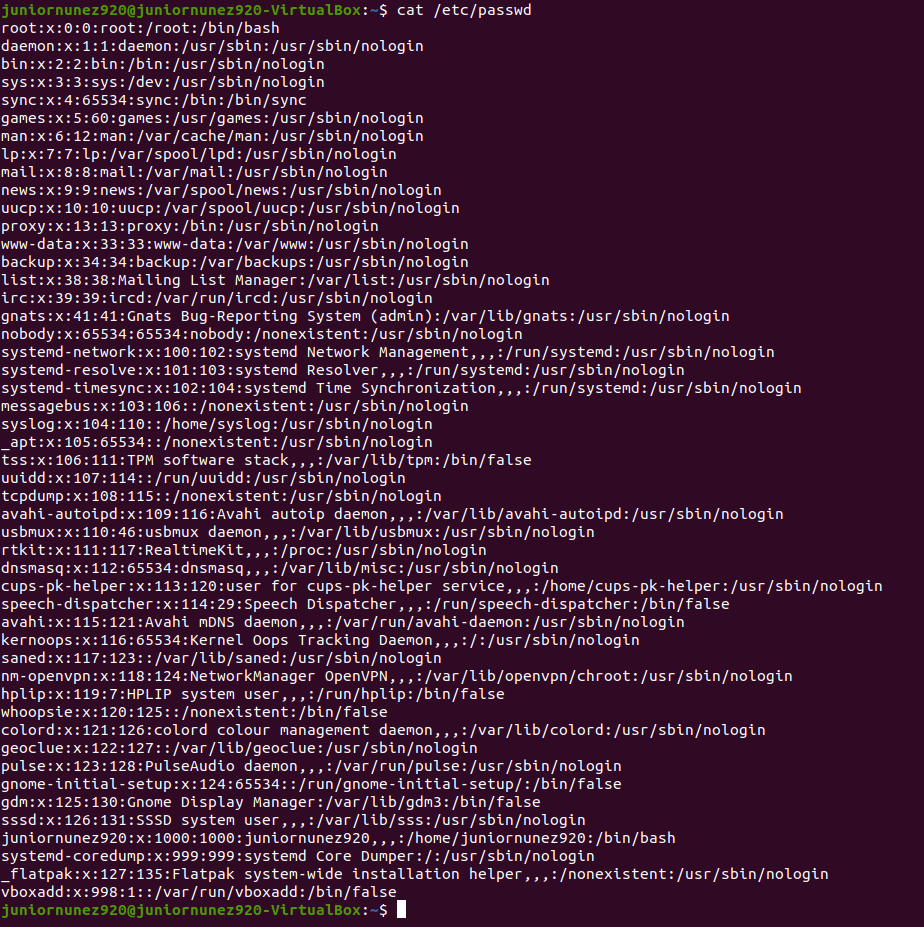 juniornunez920@juniornunez920-VirtualBox:~$ cat /etc/passwd
root:x:0:0:root:/root:/bin/bash
daemon:x:1:1:daemon:/usr/sbin:/usr/sbin/nologin
bin:x:2:2:bin:/bin:/usr/sbin/nologin
sys:x:3:3:sys:/dev:/usr/sbin/nologin
sync:x:4:65534:sync:/bin:/bin/sync
games:x:5:60:games:/usr/games:/usr/sbin/nologin
man:x:6:12:man:/var/cache/man:/usr/sbin/nologin
lp:x:7:7:lp:/var/spool/lpd:/usr/sbin/nologin
mail:x:8:8:mail:/var/mail:/usr/sbin/nologin
news:x:9:9:news:/var/spool/news:/usr/sbin/nologin
uucp:x:10:10:uucp:/var/spool/uucp:/usr/sbin/nologin
proxy:x:13:13:proxy:/bin:/usr/sbin/nologin
www-data:x:33:33:www-data:/var/www:/usr/sbin/nologin
backup:x:34:34:backup:/var/backups:/usr/sbin/nologin
list:x:38:38:Mailing List Manager:/var/list:/usr/sbin/nologin
irc:x:39:39:ircd:/var/run/ircd:/usr/sbin/nologin
gnats:x:41:41:Gnats Bug-Reporting System (admin):/var/lib/gnats:/usr/sbin/nologin
nobody:x:65534:65534:nobody:/nonexistent:/usr/sbin/nologin
systemd-network:x:100:102:systemd Network Management,,,:/run/systemd:/usr/sbin/nologin
systemd-resolve:x:101:103:systemd Resolver,,,:/run/systemd:/usr/sbin/nologin
systemd-timesync:x:102:104:systemd Time Synchronization,,,:/run/systemd:/usr/sbin/nologin
messagebus:x:103:106::/nonexistent:/usr/sbin/nologin
syslog:x:104:110::/home/syslog:/usr/sbin/nologin
_apt:x:105:65534::/nonexistent:/usr/sbin/nologin
tss:x:106:111:TPM software stack,,,:/var/lib/tpm:/bin/false
uuidd:x:107:114::/run/uuidd:/usr/sbin/nologin
tcpdump:x:108:115::/nonexistent:/usr/sbin/nologin
avahi-autoipd:x:109:116:Avahi autoip daemon,,,:/var/lib/avahi-autoipd:/usr/sbin/nologin
usbmux:x:110:46:usbmux daemon,,,:/var/lib/usbmux:/usr/sbin/nologin
rtkit:x:111:117:RealtimeKit,,,:/proc:/usr/sbin/nologin
dnsmasq:x:112:65534:dnsmasq,,,:/var/lib/misc:/usr/sbin/nologin
cups-pk-helper:x:113:120:user for cups-pk-helper service,,,:/home/cups-pk-helper:/usr/sbin/nologin
speech-dispatcher:x:114:29:Speech Dispatcher,,,:/run/speech-dispatcher:/bin/false
avahi:x:115:121:Avahi mDNS daemon,,,:/var/run/avahi-daemon:/usr/sbin/nologin
kernoops:x:116:65534:Kernel Oops Tracking Daemon,,,:/:/usr/sbin/nologin
saned:x:117:123::/var/lib/saned:/usr/sbin/nologin
nm-openvpn:x:118:124:NetworkManager OpenVPN,,,:/var/lib/openvpn/chroot:/usr/sbin/nologin
hplip:x:119:7:HPLIP system user,,,:/run/hplip:/bin/false
whoopsie:x:120:125::/nonexistent:/bin/false
colord:x:121:126:colord colour management daemon,,,:/var/lib/colord:/usr/sbin/nologin
geoclue:x:122:127::/var/lib/geoclue:/usr/sbin/nologin
pulse:x:123:128:PulseAudio daemon,,,:/var/run/pulse:/usr/sbin/nologin
gnome-initial-setup:x:124:65534::/run/gnome-initial-setup/:/bin/false
gdm:x:125:130:Gnome Display Manager:/var/lib/gdm3:/bin/false
sssd:x:126:131:SSSD system user,,,:/var/lib/sss:/usr/sbin/nologin
juniornunez920:x:1000:1000:juniornunez920,,,:/home/juniornunez920:/bin/bash
systemd-coredump:x:999:999:systemd Core Dumper:/:/usr/sbin/nologin
_flatpak:x:127:135:Flatpak system-wide installation helper,,,:/nonexistent:/usr/sbin/nologin
vboxadd:x:998:1::/var/run/vboxadd:/bin/false
juniornunez920@juniornunez920-VirtualBox:~$